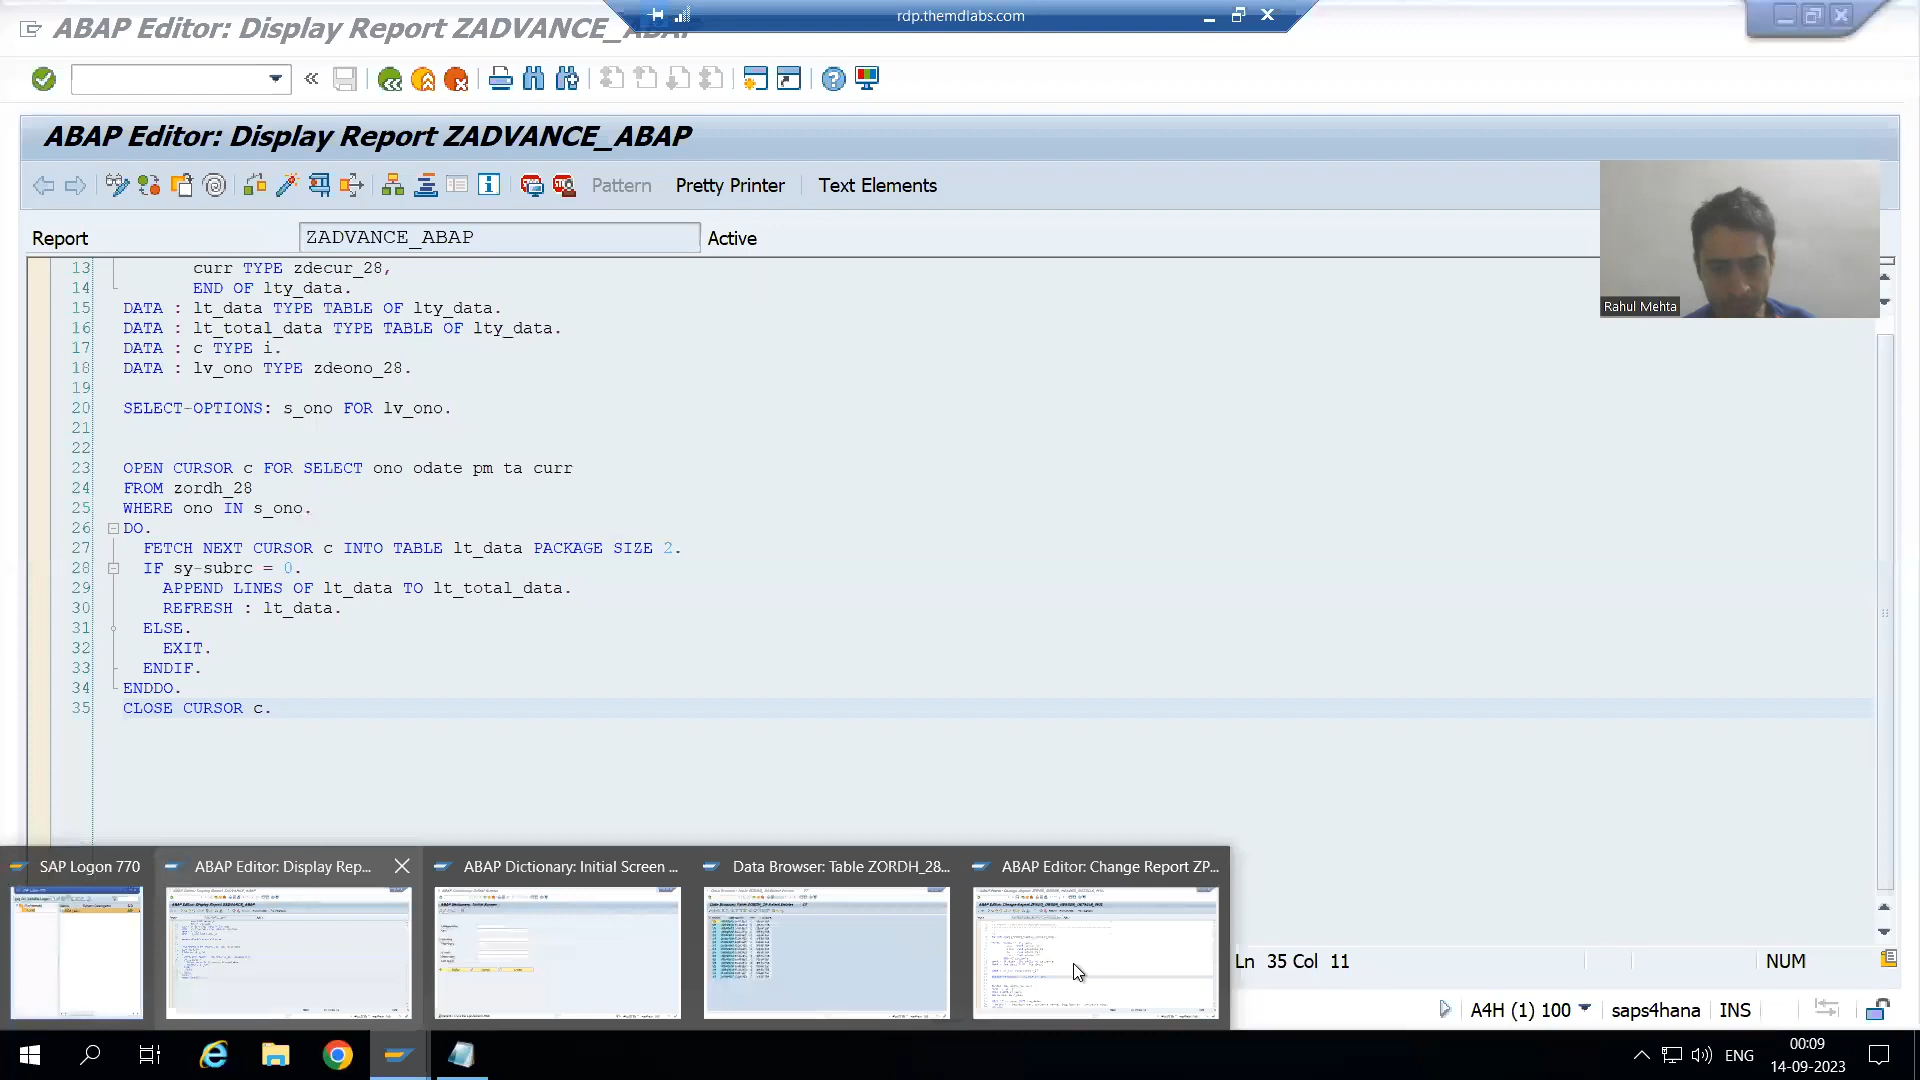 ABAP Editor: Display Report ZADVANCE_ABAP
rdp.themdlabs.com
ABAP Editor: Display Report ZADVANCE_ABAP
Pattern Pretty Printer Text Elements
Report ZADVANCE_ABAP Active
Rahul Mehta
13 curr TYPE zdecur_28,
14 END OF lty_data.
15 DATA : lt_data TYPE TABLE OF lty_data.
16 DATA : lt_total_data TYPE TABLE OF lty_data.
17 DATA : c TYPE i.
18 DATA : lv_ono TYPE zdeono_28.
19
20 SELECT-OPTIONS: s_ono FOR lv_ono.
21
22
23 OPEN CURSOR c FOR SELECT ono odate pm ta curr
24 FROM zordh_28
25 WHERE ono IN s_ono.
26 DO.
27 FETCH NEXT CURSOR c INTO TABLE lt_data PACKAGE SIZE 2.
28 IF sy-subrc = 0.
29 APPEND LINES OF lt_data TO lt_total_data.
30 REFRESH : lt_data.
31 ELSE.
32 EXIT.
33 ENDIF.
34 ENDDO.
35 CLOSE CURSOR c.
SAP Logon 770
ABAP Editor: Display Rep...
ABAP Dictionary: Initial Screen ...
Data Browser: Table ZORDH_28...
ABAP Editor: Change Report ZP...
Ln 35 Col 11 NUM
A4H (1) 100 saps4hana INS
ENG
00:09
14-09-2023